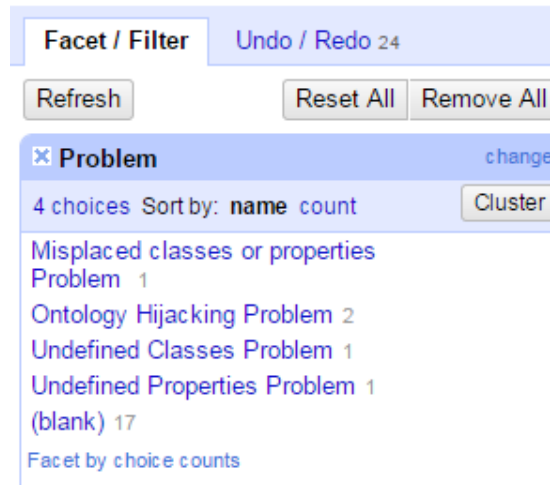 Facet / Filter Undo / Redo 24
Refresh Reset All Remove All
Problem change
4 choices Sort by: name count Cluster
Misplaced classes or properties
Problem 1
Ontology Hijacking Problem 2
Undefined Classes Problem 1
Undefined Properties Problem 1
(blank) 17
Facet by choice counts